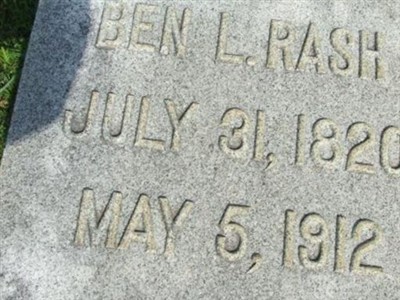 BEN L. RASH
JULY 31, 1820
MAY 5, 1912